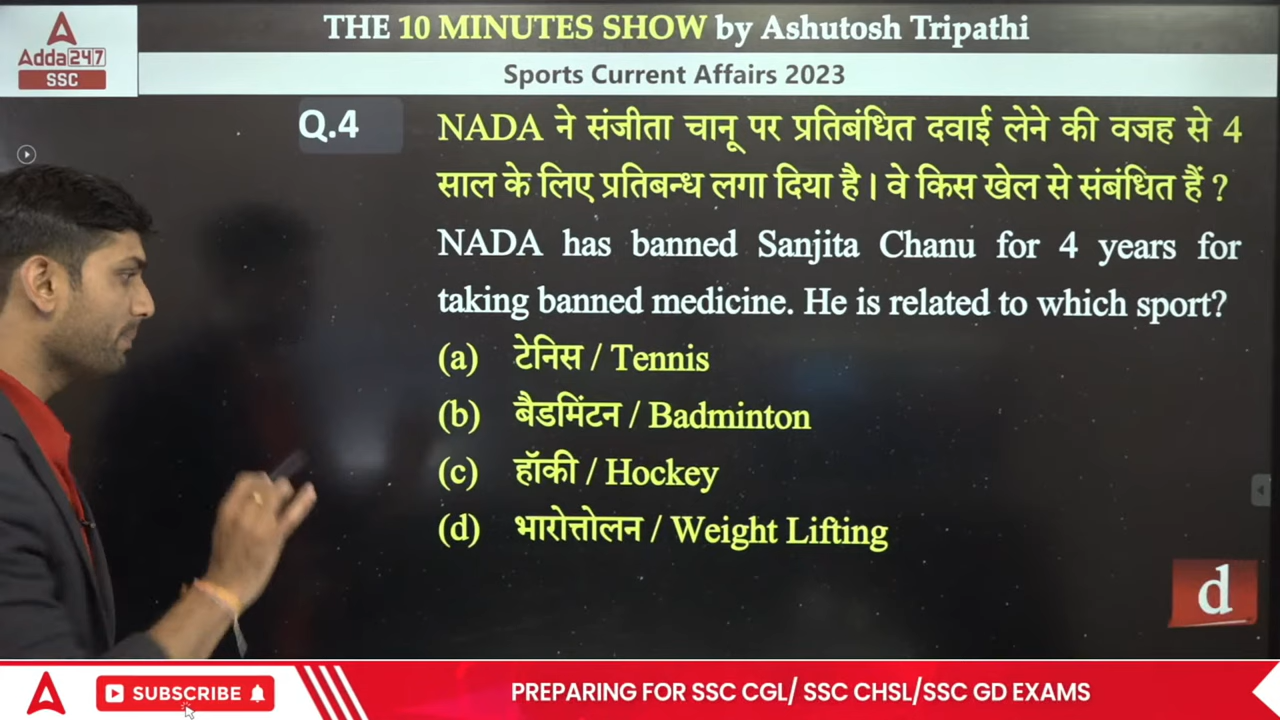 THE 10 MINUTES SHOW by Ashutosh Tripathi
Adda247
SSC
Sports Current Affairs 2023
Q.4
NADA ने संजीता चानू पर प्रतिबंधित दवाई लेने की वजह से 4
साल के लिए प्रतिबन्ध लगा दिया है। वे किस खेल से संबंधित हैं ?
NADA has banned Sanjita Chanu for 4 years for
taking banned medicine. He is related to which sport?
(a) टेनिस / Tennis
(b) बैडमिंटन / Badminton
(c) हॉकी / Hockey
(d) भारोत्तोलन / Weight Lifting
d
SUBSCRIBE
PREPARING FOR SSC CGL/ SSC CHSL/SSC GD EXAMS